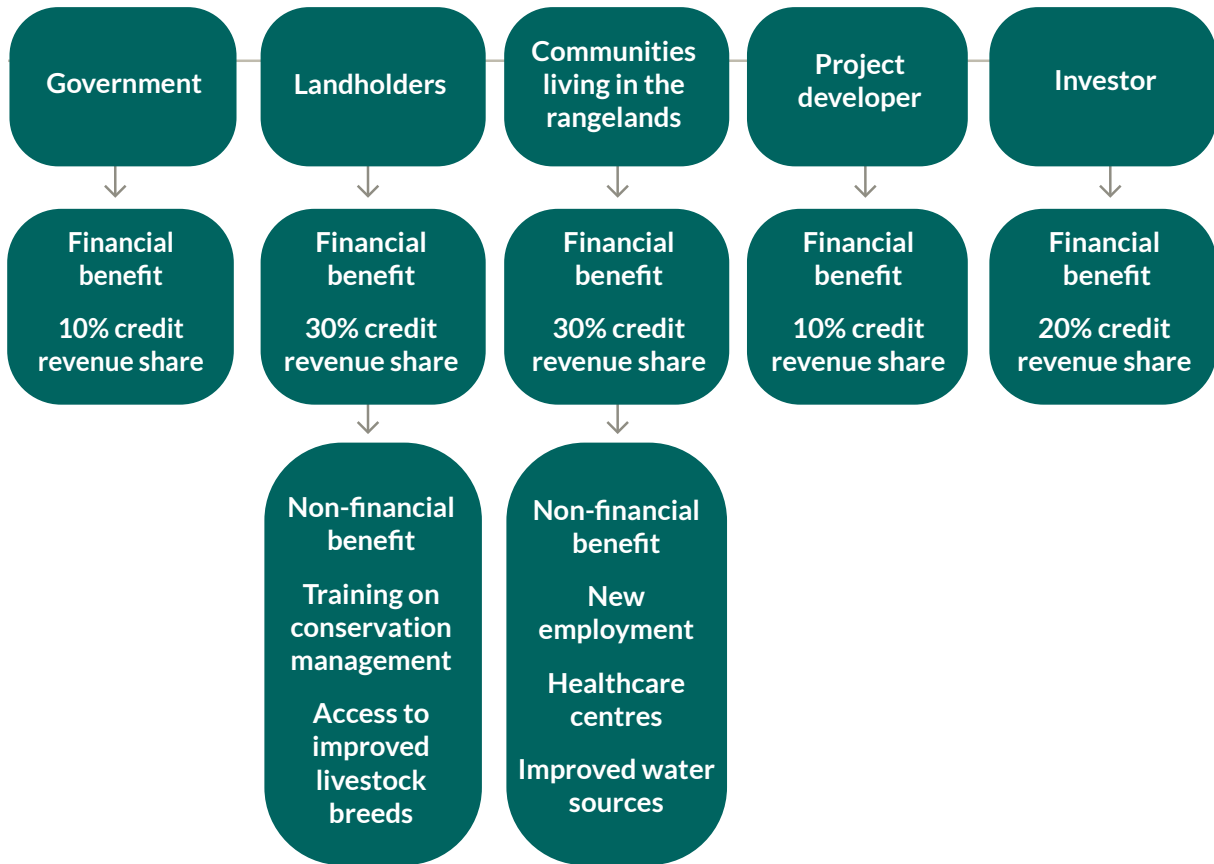 Government
Landholders
Communities
living in the
rangelands
Project
developer
Investor
Financial
benefit
10% credit
revenue share
Financial
benefit
30% credit
revenue share
Financial
benefit
30% credit
revenue share
Financial
benefit
10% credit
revenue share
Financial
benefit
20% credit
revenue share
Non-financial
benefit
Training on
conservation
management
Access to
improved
livestock
breeds
Non-financial
benefit
New
employment
Healthcare
centres
Improved water
sources